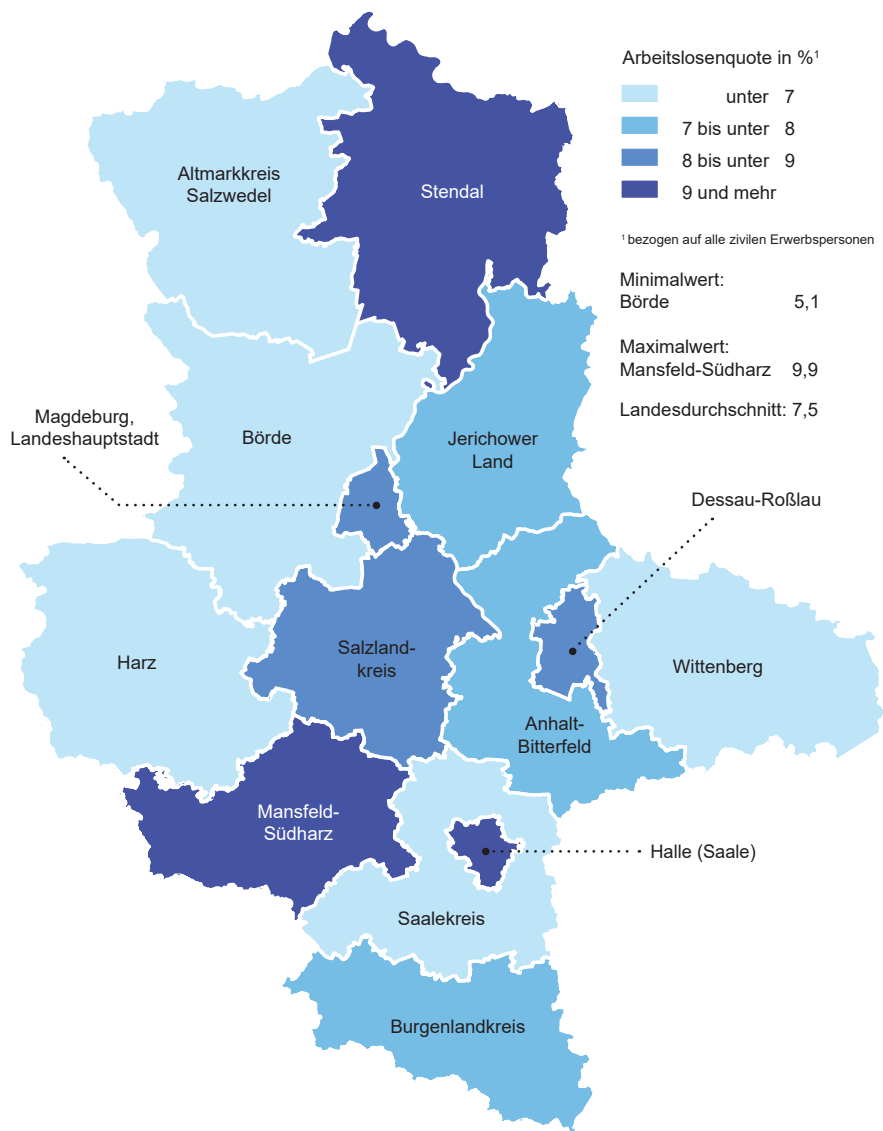 Arbeitslosenquote in %¹
unter 7
7 bis unter 8
8 bis unter 9
9 und mehr
¹ bezogen auf alle zivilen Erwerbspersonen
Minimalwert:
Börde 5,1
Maximalwert:
Mansfeld-Südharz 9,9
Landesdurchschnitt: 7,5
Altmarkkreis
Salzwedel
Stendal
Magdeburg,
Landeshauptstadt
Börde
Jerichower
Land
Dessau-Roßlau
Harz
Salzland-
kreis
Wittenberg
Anhalt-
Bitterfeld
Mansfeld-
Südharz
Halle (Saale)
Saalekreis
Burgenlandkreis